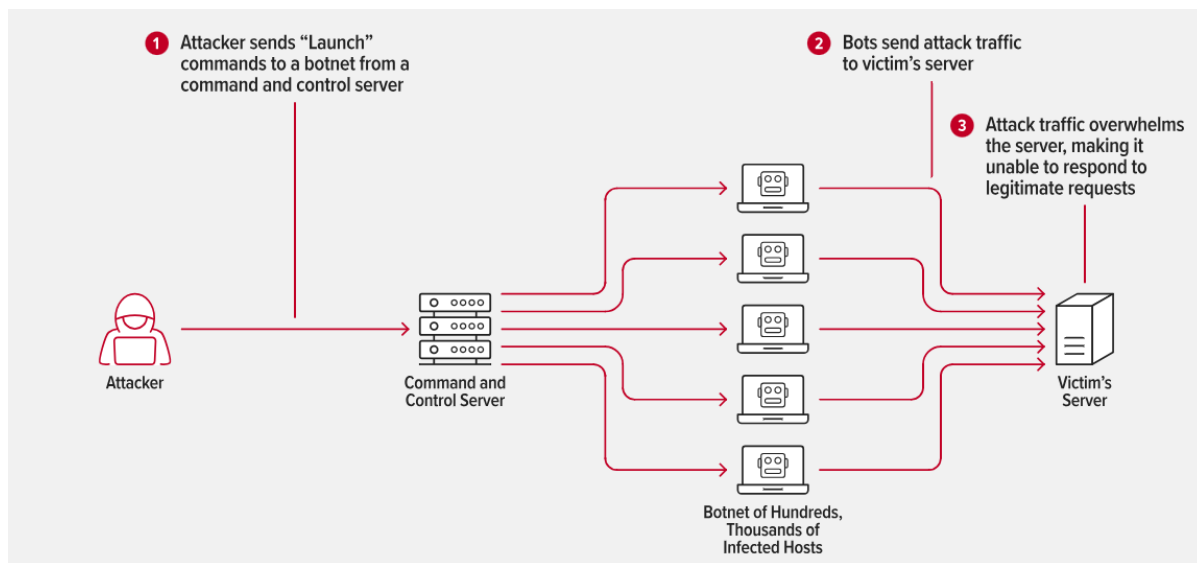 1 Attacker sends “Launch”
commands to a botnet from a
command and control server
2 Bots send attack traffic
to victim’s server
3 Attack traffic overwhelms
the server, making it
unable to respond to
legitimate requests
Attacker
Command and
Control Server
Victim’s
Server
Botnet of Hundreds,
Thousands of
Infected Hosts